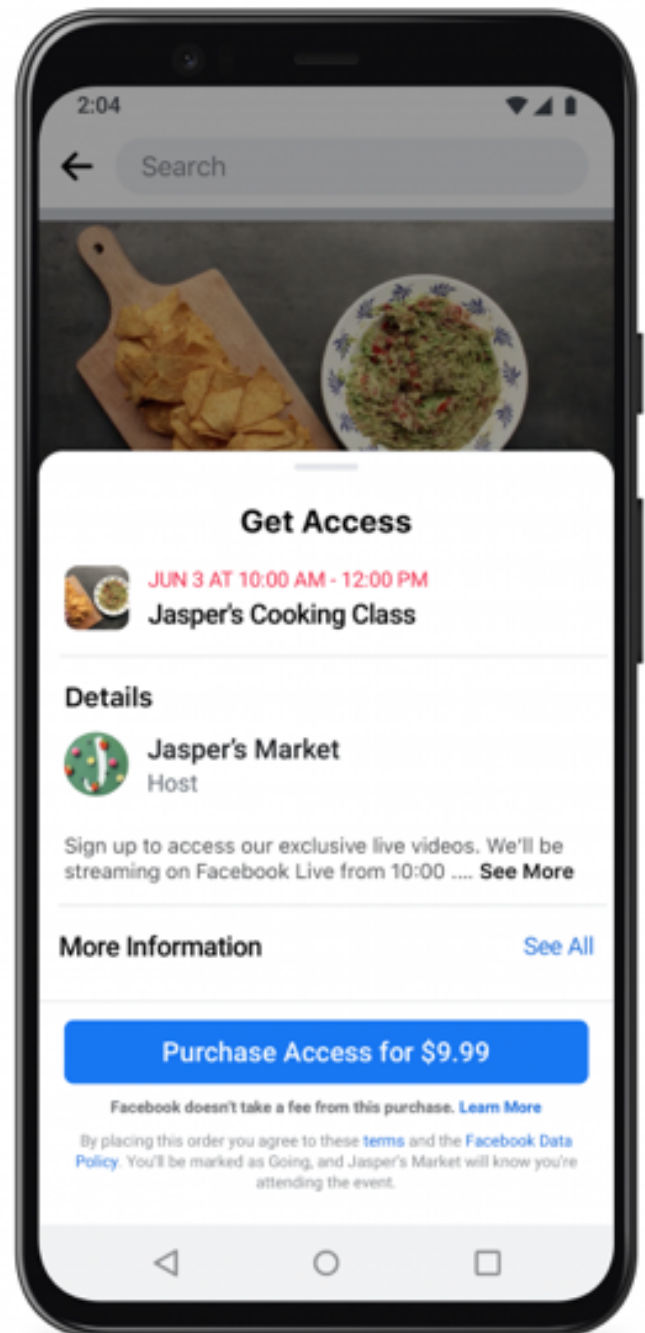 2:04
Search
Get Access
JUN 3 AT 10:00 AM - 12:00 PM
Jasper's Cooking Class
Details
Jasper's Market
Host
Sign up to access our exclusive live videos. We'll be
streaming on Facebook Live from 10:00 .... See More
More Information
See All
Purchase Access for $9.99
Facebook doesn't take a fee from this purchase. Learn More
By placing this order you agree to these terms and the Facebook Data
Policy. You'll be marked as Going, and Jasper's Market will know you're
attending the event.